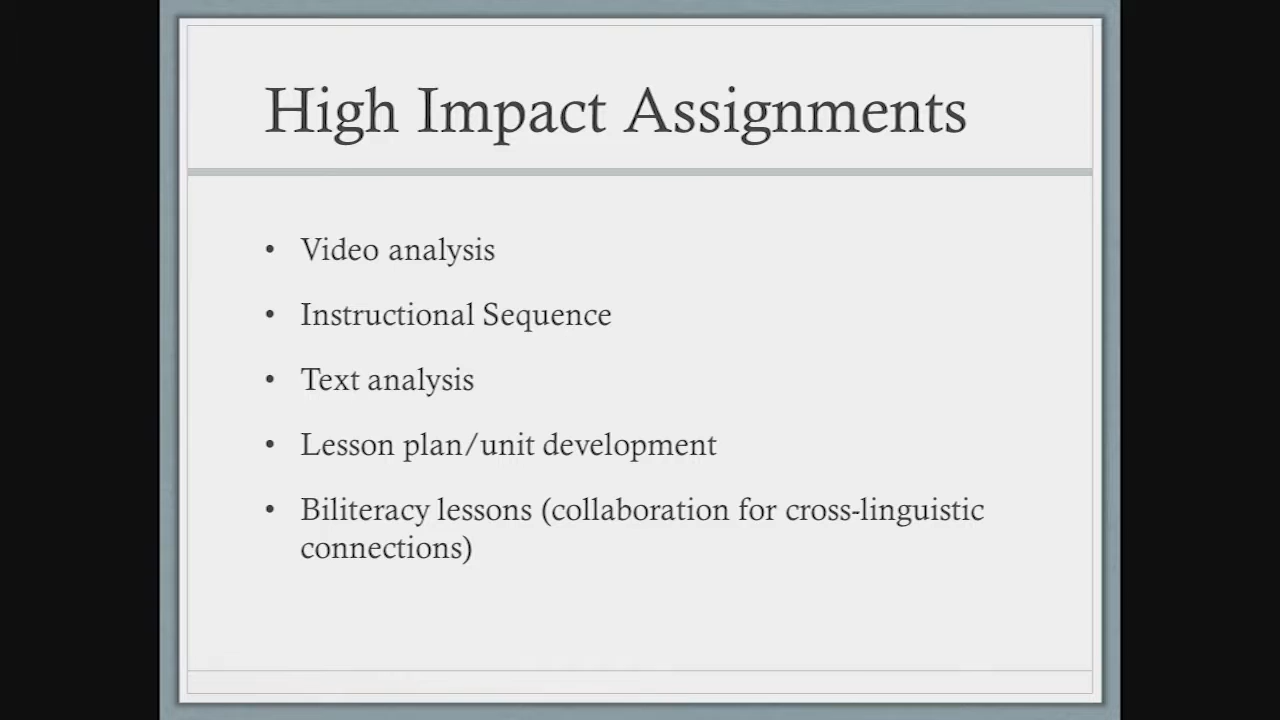 High Impact Assignments
• Video analysis
• Instructional Sequence
• Text analysis
• Lesson plan/unit development
• Biliteracy lessons (collaboration for cross-linguistic
connections)